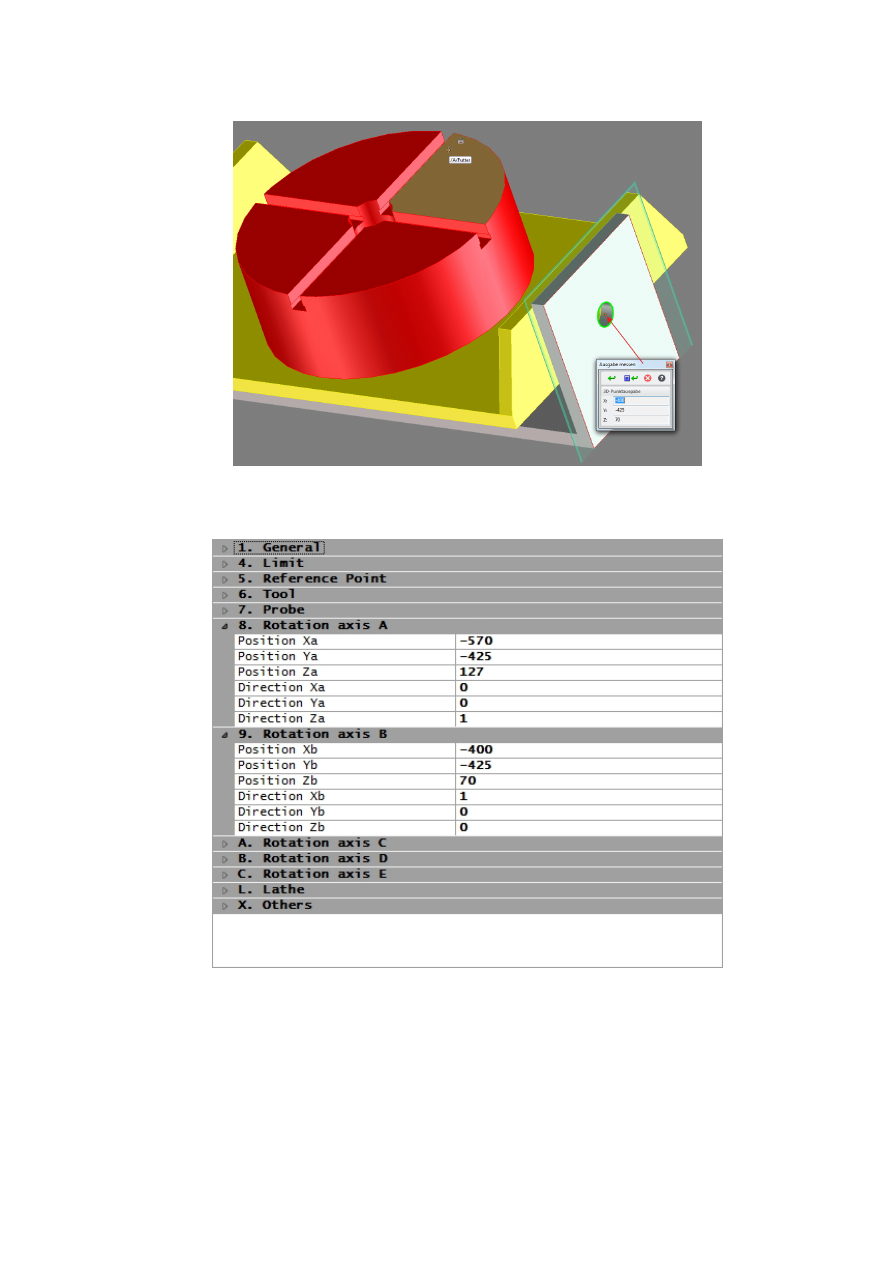 /A/Futter
Ausgabe messen
3D Punktausgabe
X: -400
Y: -425
Z: 70
1. General
4. Limit
5. Reference Point
6. Tool
7. Probe
8. Rotation axis A
Position Xa -570
Position Ya -425
Position Za 127
Direction Xa 0
Direction Ya 0
Direction Za 1
9. Rotation axis B
Position Xb -400
Position Yb -425
Position Zb 70
Direction Xb 1
Direction Yb 0
Direction Zb 0
A. Rotation axis C
B. Rotation axis D
C. Rotation axis E
L. Lathe
X. Others